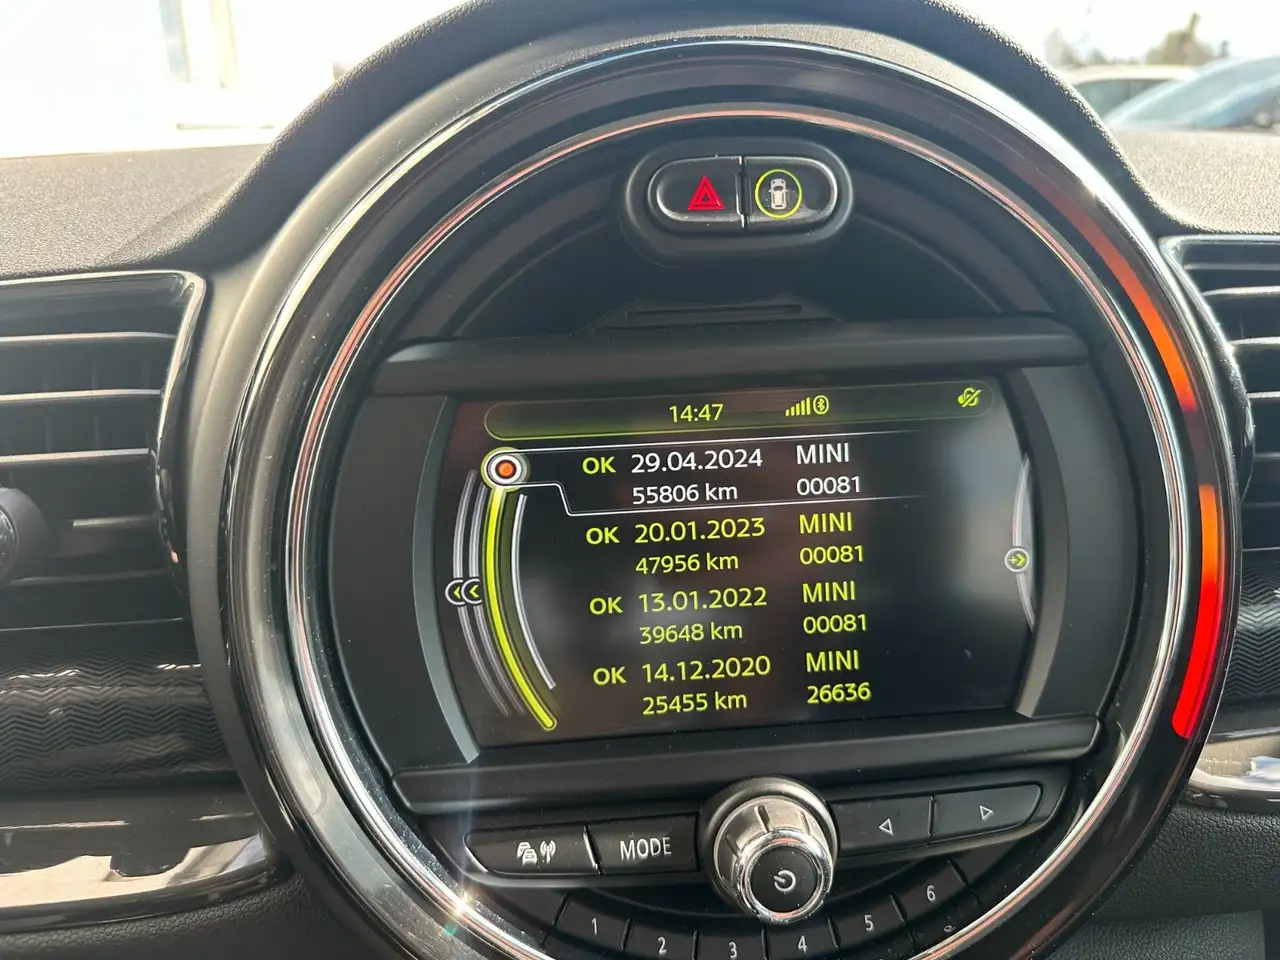 14:47
OK 29.04.2024 MINI
55806 km 00081
OK 20.01.2023 MINI
47956 km 00081
OK 13.01.2022 MINI
39648 km 00081
OK 14.12.2020 MINI
25455 km 26636
MODE
1 2 3 4 5 6